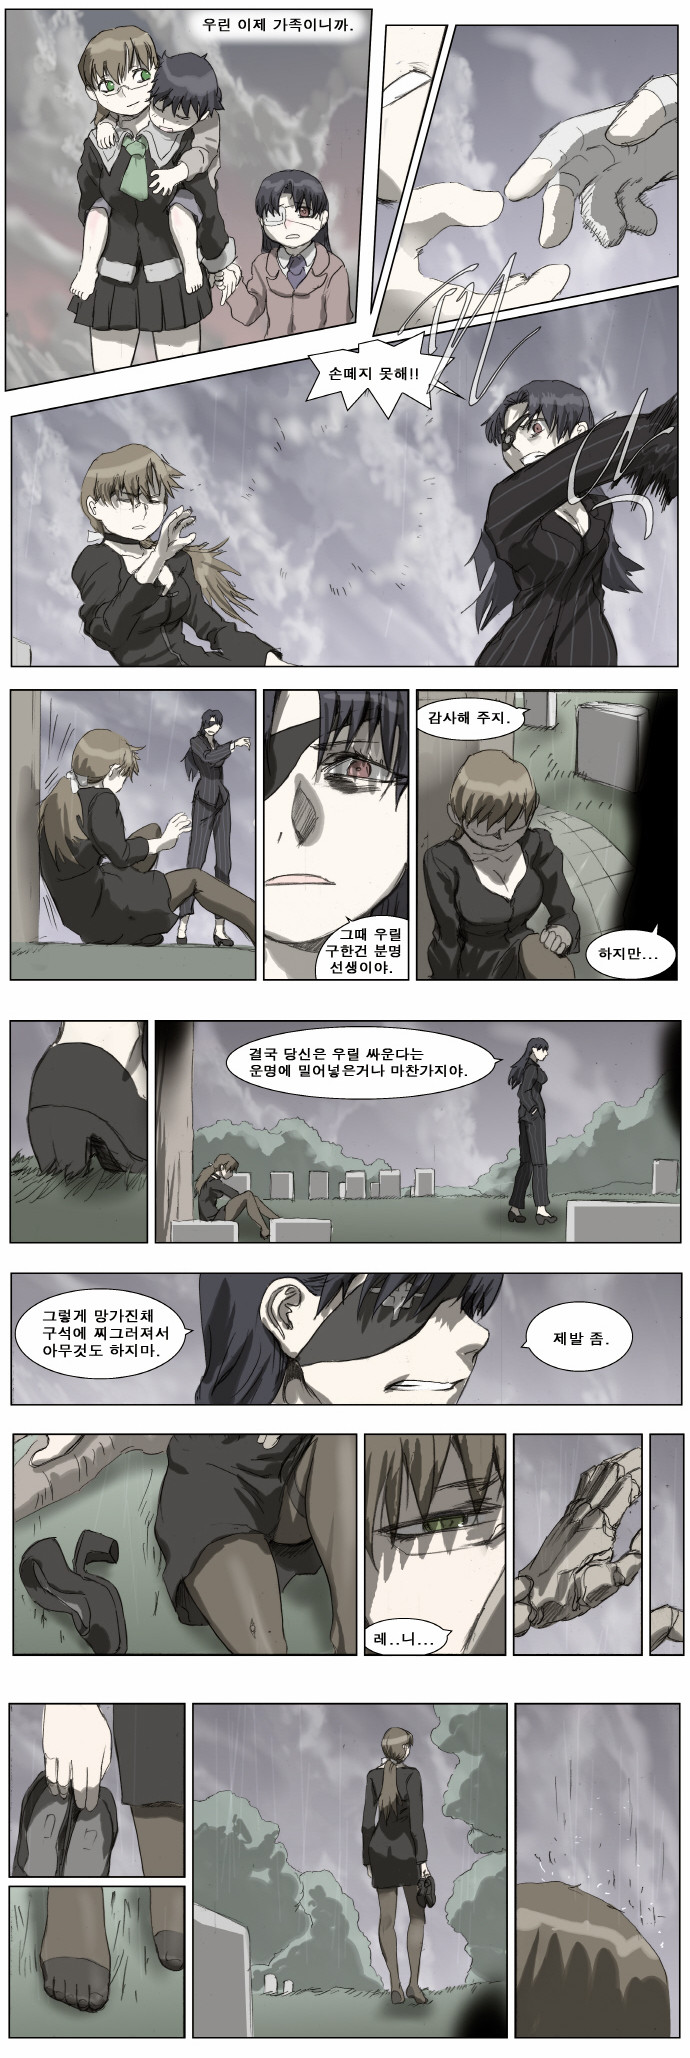 우린 이제 가족이니까.
손떼지 못해!!
그때 우릴
구한건 분명
선생이야.
감사해 주지.
하지만...
결국 당신은 우릴 싸운다는
운명에 밀어넣은거나 마찬가지야.
그렇게 망가진채
구석에 찌그러져서
아무것도 하지마.
제발 좀.
레..니...